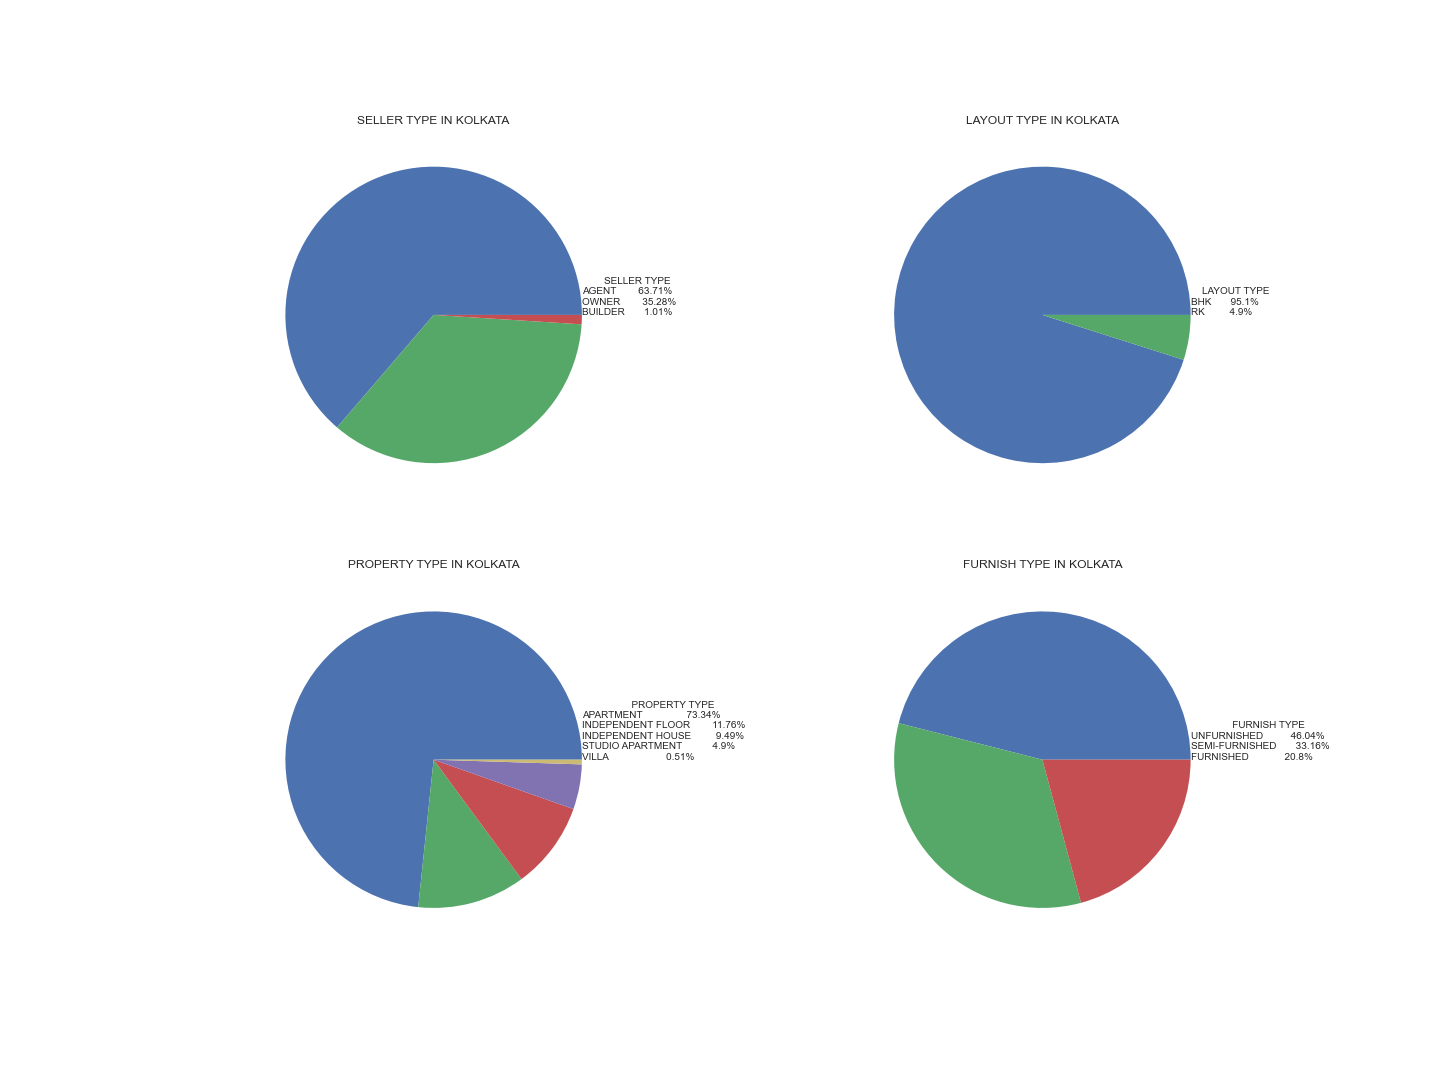 SELLER TYPE IN KOLKATA
SELLER TYPE
AGENT 63.71%
OWNER 35.28%
BUILDER 1.01%
LAYOUT TYPE IN KOLKATA
LAYOUT TYPE
BHK 95.1%
RK 4.9%
PROPERTY TYPE IN KOLKATA
PROPERTY TYPE
APARTMENT 73.34%
INDEPENDENT FLOOR 11.76%
INDEPENDENT HOUSE 9.49%
STUDIO APARTMENT 4.9%
VILLA 0.51%
FURNISH TYPE IN KOLKATA
FURNISH TYPE
UNFURNISHED 46.04%
SEMI-FURNISHED 33.16%
FURNISHED 20.8%